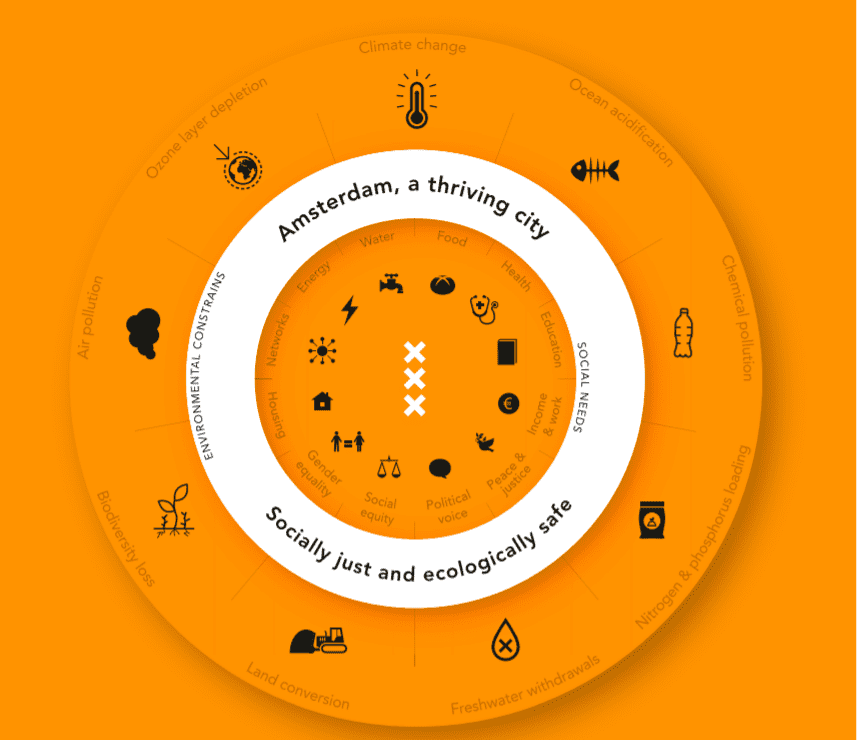 Climate change
Ocean acidification
Chemical pollution
Nitrogen & phosphorus loading
Freshwater withdrawals
Land conversion
Biodiversity loss
Air pollution
Ozone layer depletion
Amsterdam, a thriving city
SOCIAL NEEDS
Socially just and ecologically safe
ENVIRONMENTAL CONSTRAINS
Water
Food
Health
Education
Income
& work
Peace &
justice
Political
voice
Social
equity
Gender
equality
Housing
Networks
Energy